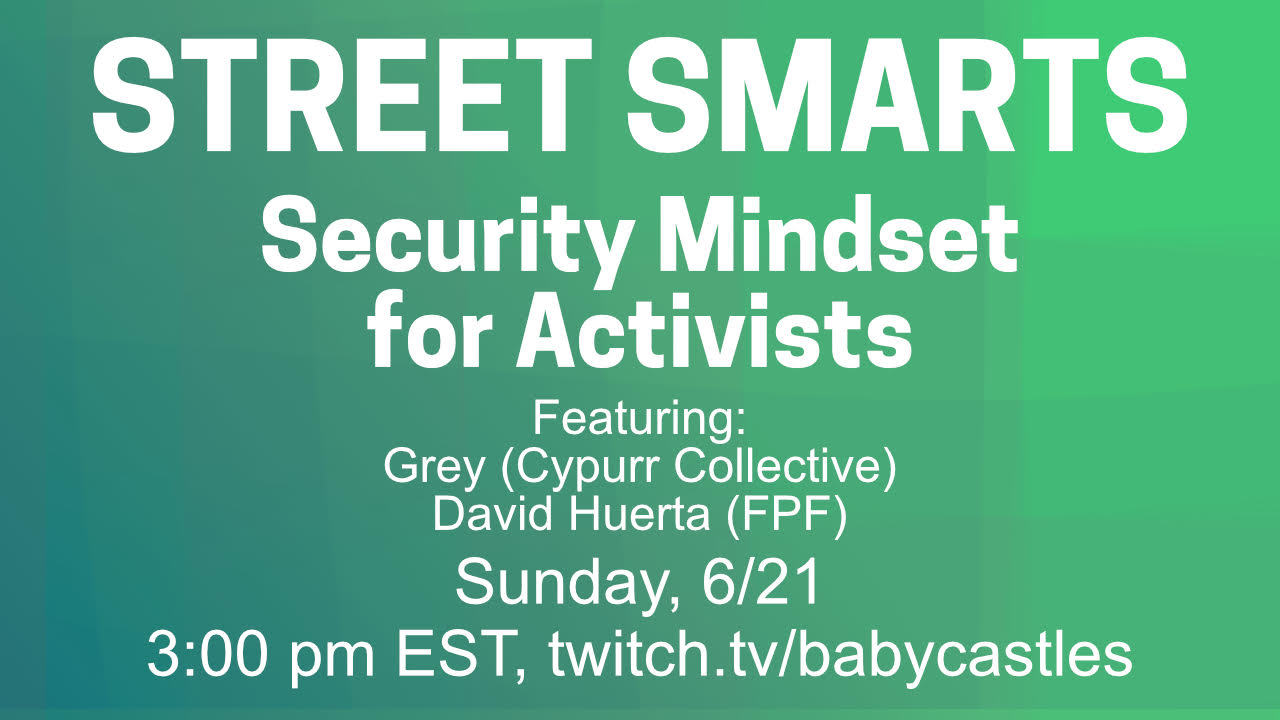 STREET SMARTS
Security Mindset
for Activists
Featuring:
Grey (Cypurr Collective)
David Huerta (FPF)
Sunday, 6/21
3:00 pm EST, twitch.tv/babycastles